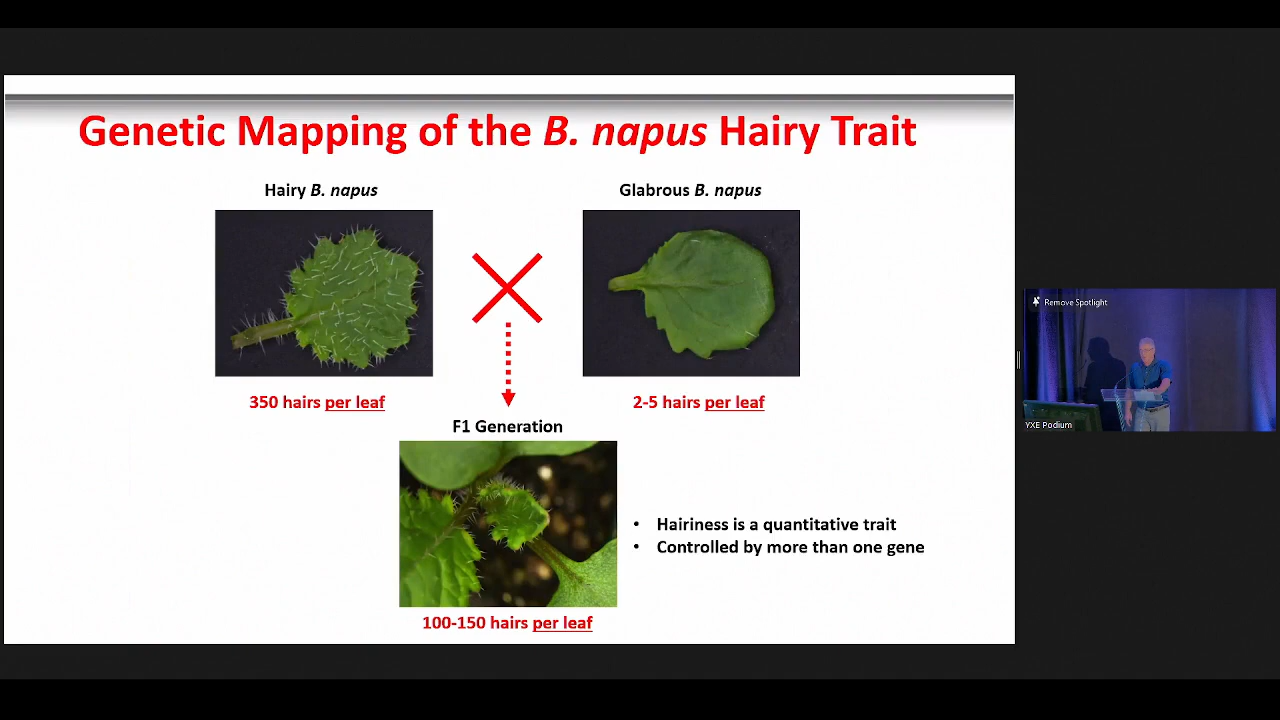 Genetic Mapping of the B. napus Hairy Trait
Hairy B. napus
Glabrous B. napus
350 hairs per leaf
2-5 hairs per leaf
F1 Generation
• Hairiness is a quantitative trait
• Controlled by more than one gene
100-150 hairs per leaf
Remove Spotlight
YXE Podium